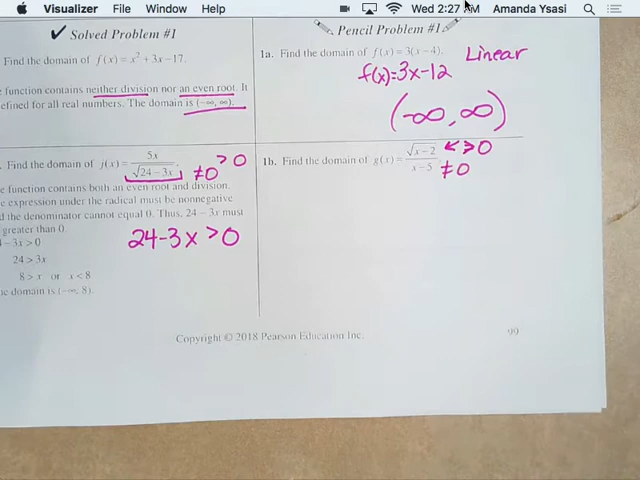 Visualizer File Edit Window Help Wed 2:27 AM Amanda Ysasi
✔ Solved Problem #1
Find the domain of f(x) = x² + 3x − 17.
e function contains neither division nor an even root. It
efined for all real numbers. The domain is (−∞, ∞).
Find the domain of j(x) = 5x / √24 − 3x . ≠0 >0
e function contains both an even root and division.
expression under the radical must be nonnegative
d the denominator cannot equal 0. Thus, 24 − 3x must
greater than 0.
4 − 3x > 0
24-3x >0
24 > 3x
8 > x or x < 8
e domain is (−∞, 8).
Pencil Problem #1
1a. Find the domain of f(x) = 3(x − 4).
Linear
f(x)=3x-12
(-∞, ∞)
1b. Find the domain of g(x) = √x − 2 / x − 5
≥0
≠0
Copyright © 2018 Pearson Education Inc.
99